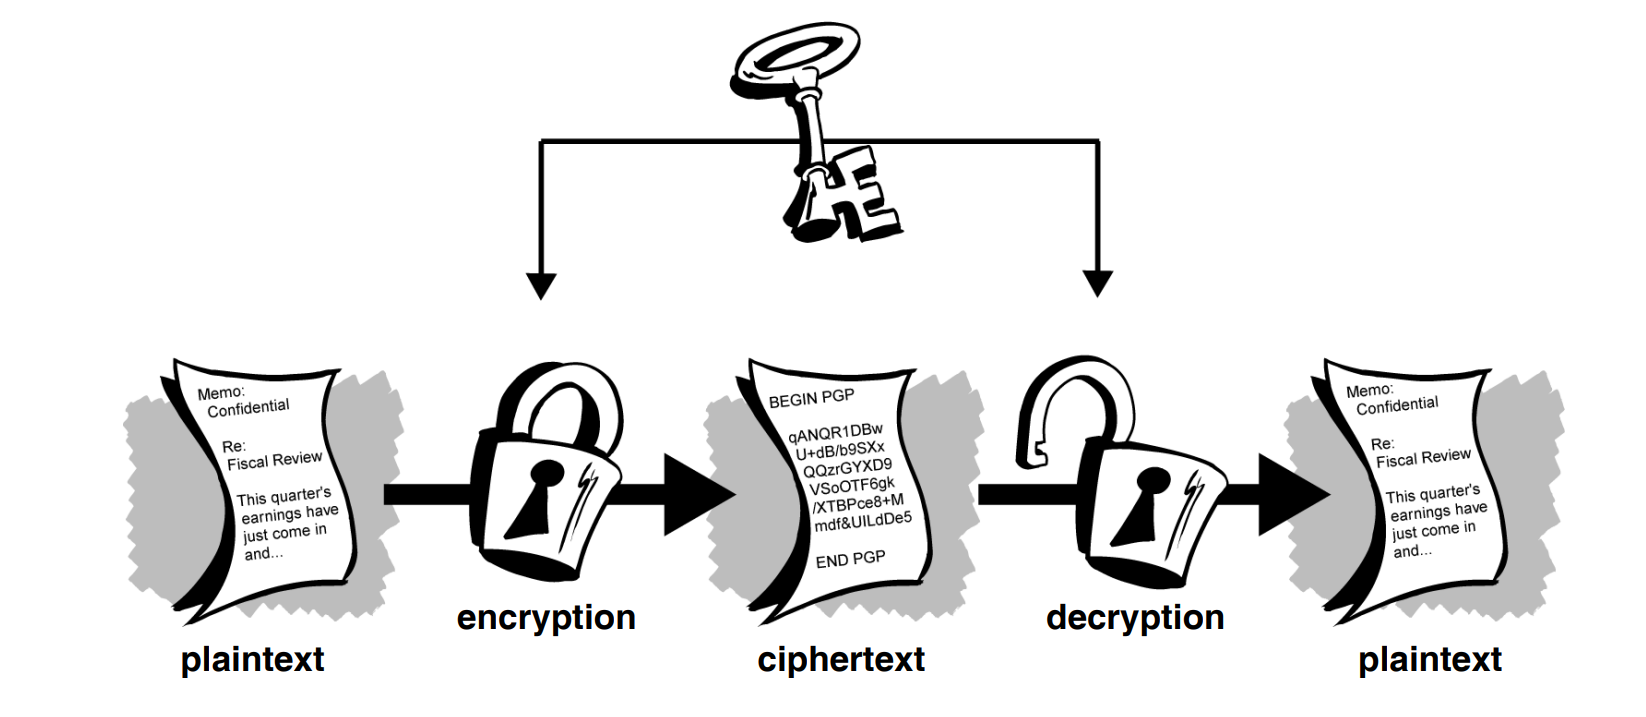 Memo:
Confidential
Re:
Fiscal Review
This quarter's
earnings have
just come in
and...
BEGIN PGP
qANQR1DBw
U+dB/b9SXx
QQzrGYXD9
VSoOTF6gk
/XTBPce8+M
mdf&UILdDe5
END PGP
Memo:
Confidential
Re:
Fiscal Review
This quarter's
earnings have
just come in
and...
encryption
decryption
plaintext
ciphertext
plaintext